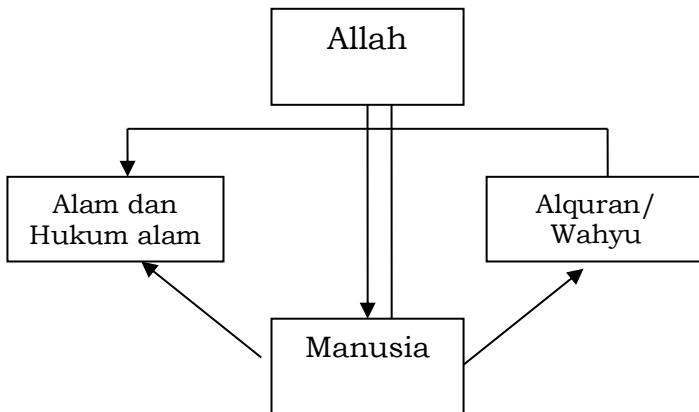 Allah
Alam dan
Hukum alam
Alquran/
Wahyu
Manusia